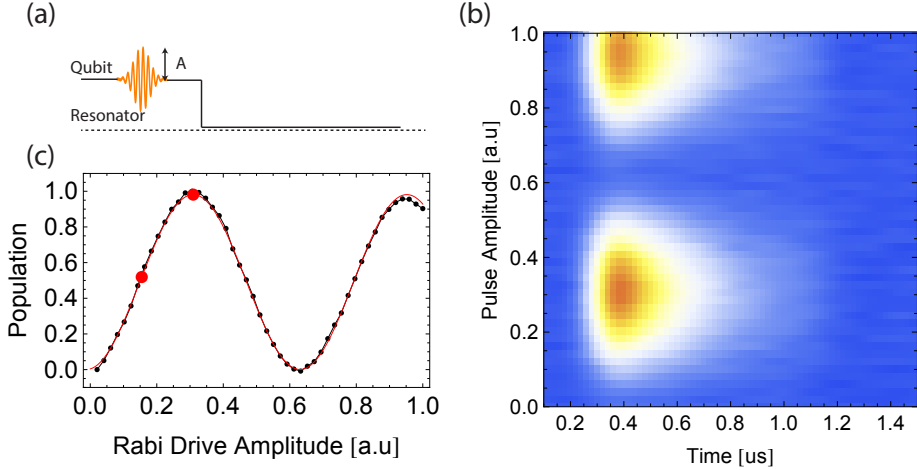 (a)
Qubit
A
Resonator
(b)
1.0
0.8
0.6
0.4
0.2
0.0
Pulse Amplitude [a.u]
0.2 0.4 0.6 0.8 1.0 1.2 1.4
Time [us]
(c)
1.0
0.8
0.6
0.4
0.2
0.0
Population
0.0 0.2 0.4 0.6 0.8 1.0
Rabi Drive Amplitude [a.u]